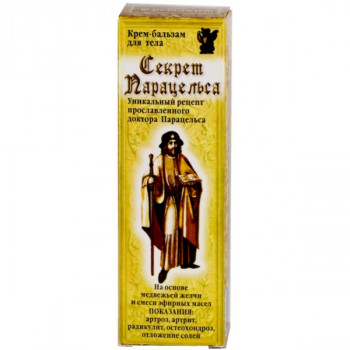 Крем-бальзам
для тела
Секрет
Парацельса
Уникальный рецепт
прославленного
доктора Парацельса
На основе
медвежьей желчи
и смеси эфирных масел
ПОКАЗАНИЯ:
артроз, артрит,
радикулит, остеохондроз,
отложение солей